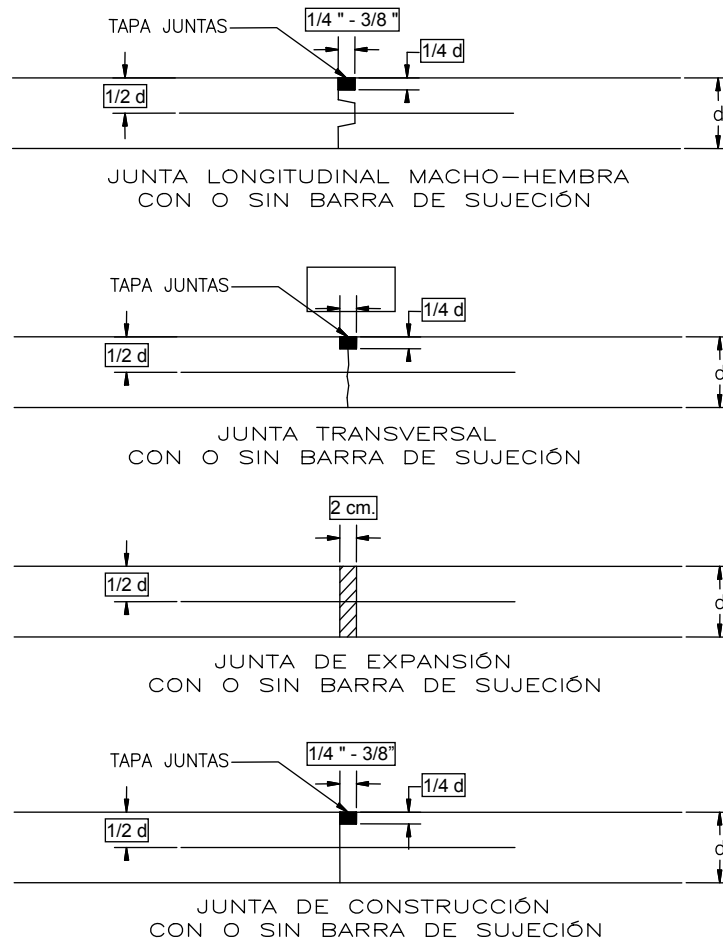 1/4 " - 3/8 "
TAPA JUNTAS
1/4 d
1/2 d
d
JUNTA LONGITUDINAL MACHO-HEMBRA
CON O SIN BARRA DE SUJECIÓN
TAPA JUNTAS
1/4 d
1/2 d
d
JUNTA TRANSVERSAL
CON O SIN BARRA DE SUJECIÓN
2 cm.
1/2 d
d
JUNTA DE EXPANSIÓN
CON O SIN BARRA DE SUJECIÓN
1/4 " - 3/8”
TAPA JUNTAS
1/4 d
1/2 d
d
JUNTA DE CONSTRUCCIÓN
CON O SIN BARRA DE SUJECIÓN